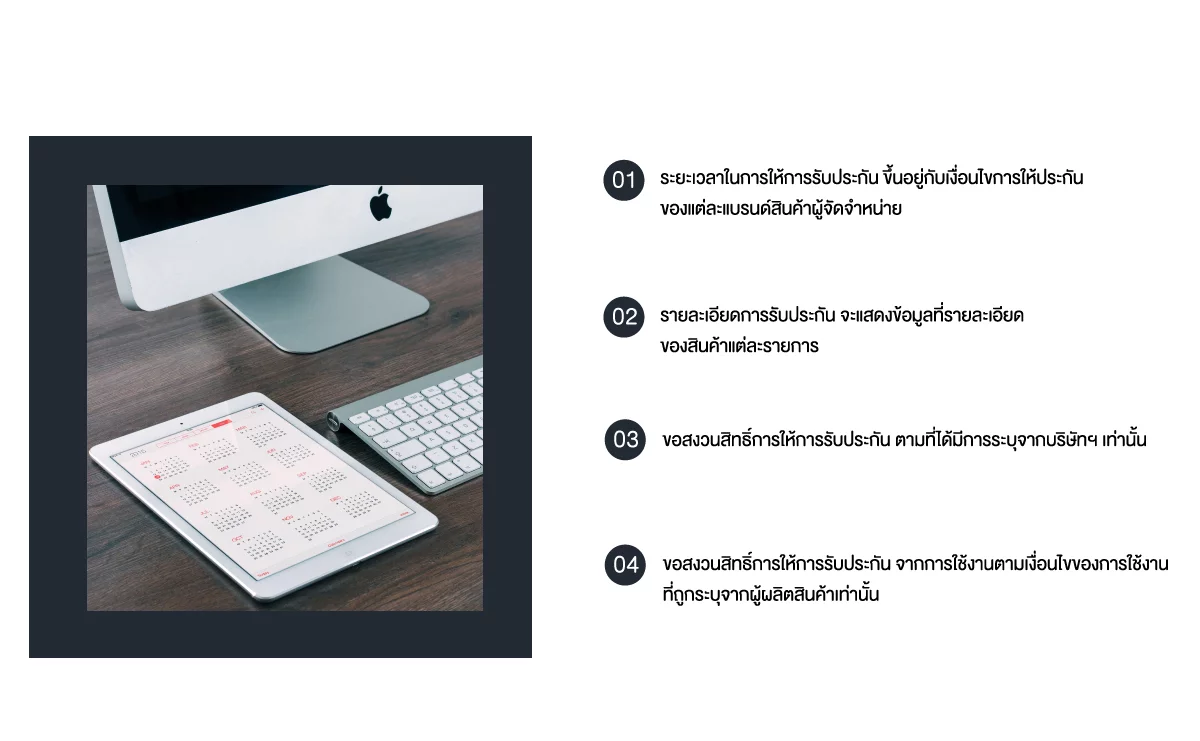 01
ระยะเวลาในการให้การรับประกัน ขึ้นอยู่กับเงื่อนไขการให้ประกัน
ของแต่ละแบรนด์สินค้าผู้จัดจำหน่าย
02
รายละเอียดการรับประกัน จะแสดงข้อมูลที่รายละเอียด
ของสินค้าแต่ละรายการ
03
ขอสงวนสิทธิ์การให้การรับประกัน ตามที่ได้มีการระบุจากบริษัทฯ เท่านั้น
04
ขอสงวนสิทธิ์การให้การรับประกัน จากการใช้งานตามเงื่อนไขของการใช้งาน
ที่ถูกระบุจากผู้ผลิตสินค้าเท่านั้น